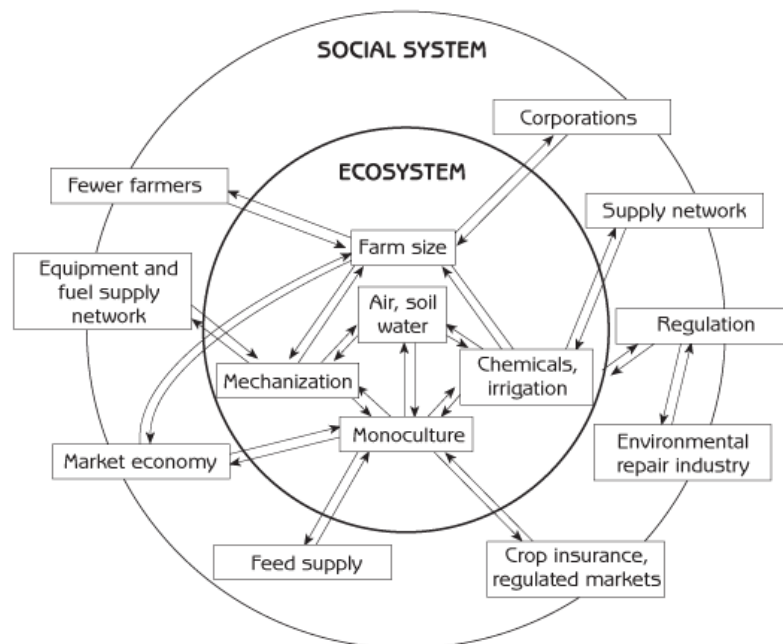 SOCIAL SYSTEM
Corporations
ECOSYSTEM
Fewer farmers
Supply network
Farm size
Equipment and
fuel supply
network
Air, soil
water
Regulation
Mechanization
Chemicals,
irrigation
Monoculture
Market economy
Environmental
repair industry
Feed supply
Crop insurance,
regulated markets